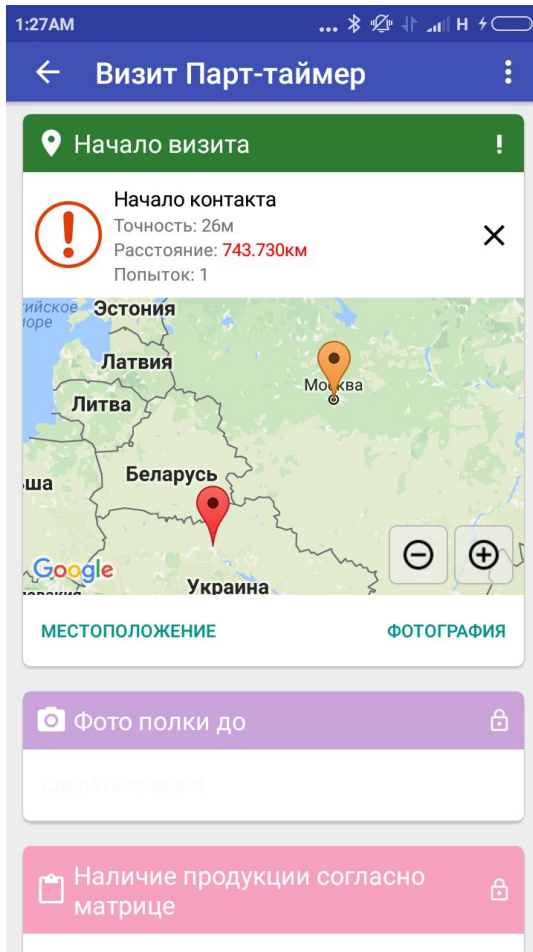 1:27AM
... H
Визит Парт-таймер
Начало визита
Начало контакта
Точность: 26м
Расстояние: 743.730км
Попыток: 1
Эстония
Латвия
Москва
Литва
Беларусь
Украина
Google
МЕСТОПОЛОЖЕНИЕ
ФОТОГРАФИЯ
Фото полки до
СДЕЛАТЬ СНИМОК
Наличие продукции согласно
матрице